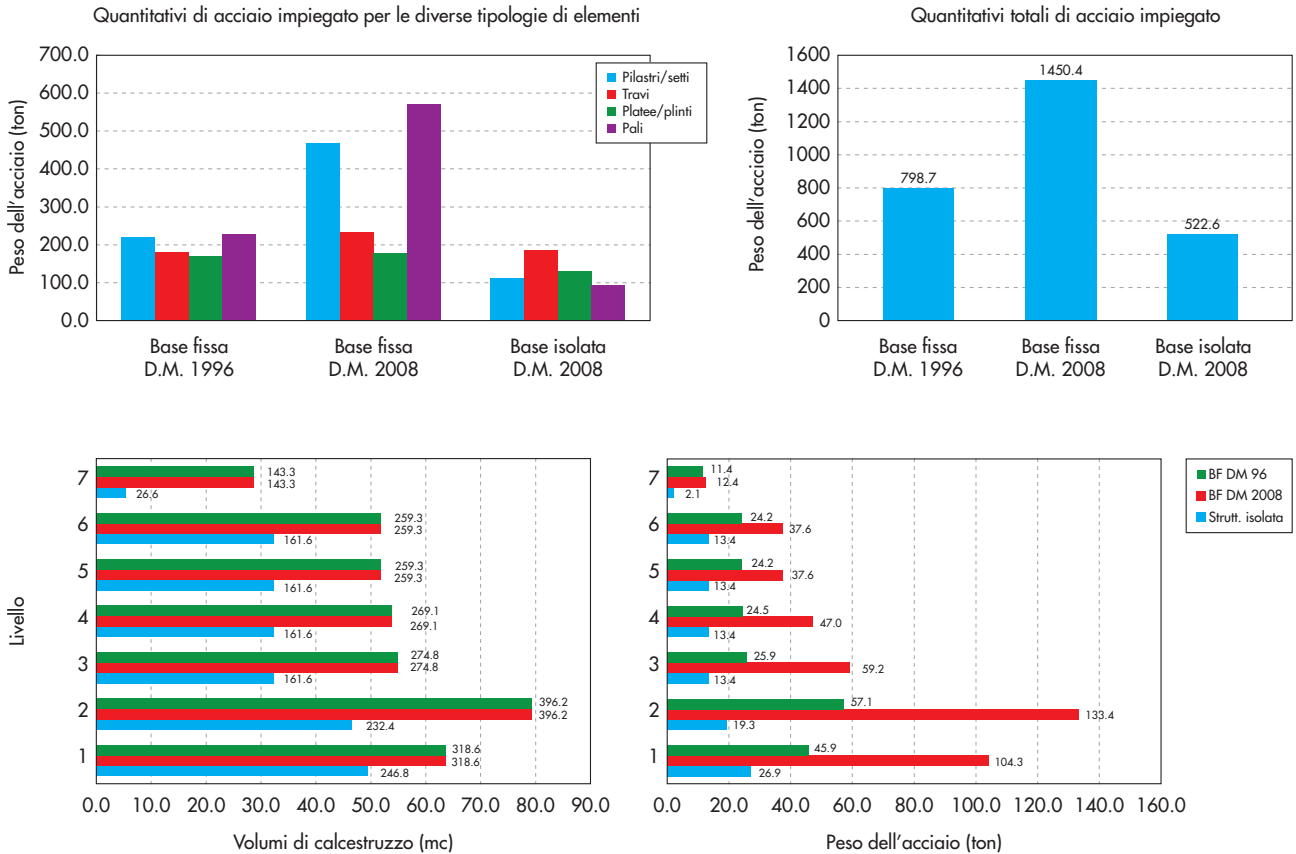 Quantitativi di acciaio impiegato per le diverse tipologie di elementi
700.0
600.0
500.0
400.0
300.0
200.0
100.0
0.0
Peso dell'acciaio (ton)
Pilastri/setti
Travi
Platee/plinti
Pali
Base fissa
D.M. 1996
Base fissa
D.M. 2008
Base isolata
D.M. 2008
Quantitativi totali di acciaio impiegato
1600
1400
1200
1000
800
600
400
200
0
Peso dell'acciaio (ton)
798.7
1450.4
522.6
Base fissa
D.M. 1996
Base fissa
D.M. 2008
Base isolata
D.M. 2008
Livello
7
143.3
143.3
26.6
6
259.3
259.3
161.6
5
259.3
259.3
161.6
4
269.1
269.1
161.6
3
274.8
274.8
161.6
2
396.2
396.2
232.4
1
318.6
318.6
246.8
0.0 10.0 20.0 30.0 40.0 50.0 60.0 70.0 80.0 90.0
Volumi di calcestruzzo (mc)
7
11.4
12.4
2.1
6
24.2
37.6
13.4
5
24.2
37.6
13.4
4
24.5
47.0
13.4
3
25.9
59.2
13.4
2
57.1
133.4
19.3
1
45.9
104.3
26.9
0.0 20.0 40.0 60.0 80.0 100.0 120.0 140.0 160.0
Peso dell'acciaio (ton)
BF DM 96
BF DM 2008
Strutt. isolata